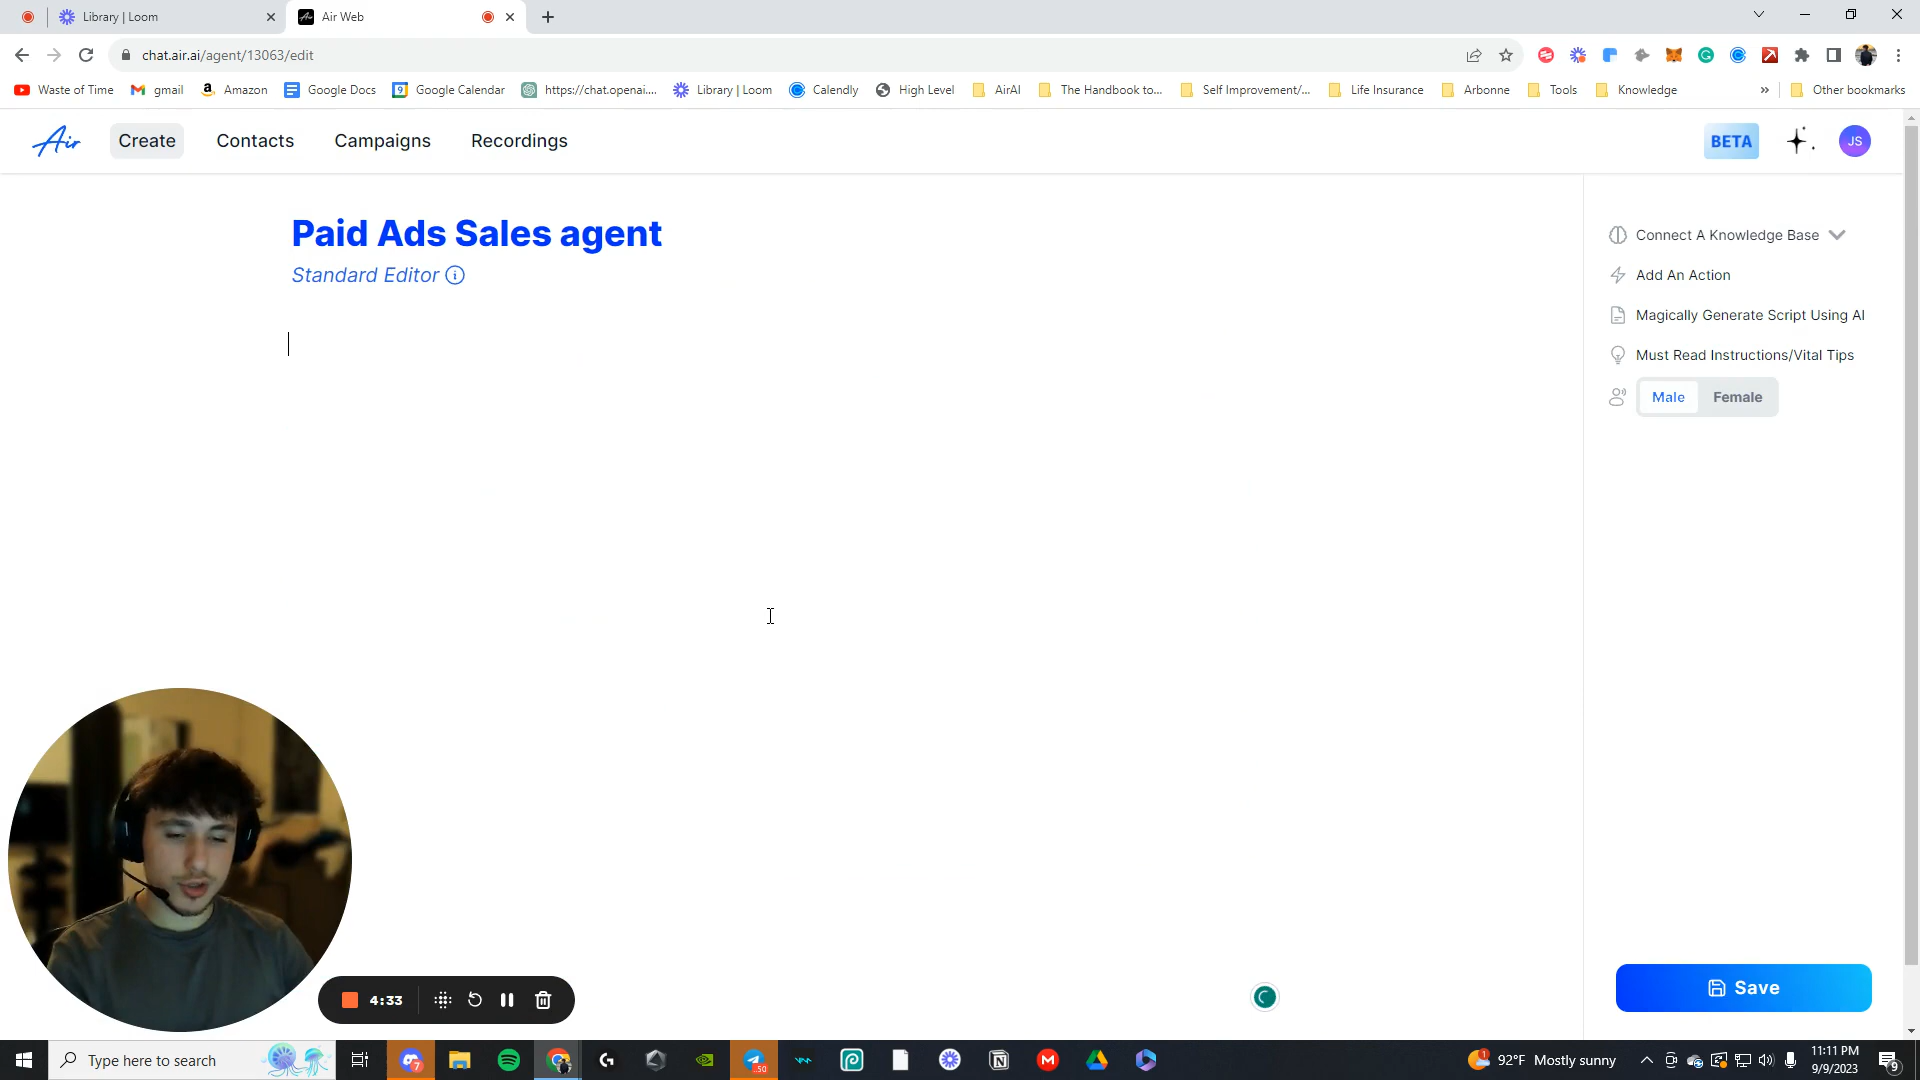 Library | Loom
Air Web
chat.air.ai/agent/13063/edit
Waste of Time
gmail
Amazon
Google Docs
Google Calendar
https://chat.openai....
Library | Loom
Calendly
High Level
AirAI
The Handbook to...
Self Improvement/...
Life Insurance
Arbonne
Tools
Knowledge
»
Other bookmarks
Air
Create
Contacts
Campaigns
Recordings
BETA
JS
Paid Ads Sales agent
Standard Editor
Connect A Knowledge Base
Add An Action
Magically Generate Script Using AI
Must Read Instructions/Vital Tips
Male
Female
4:33
Save
Type here to search
7
50
92°F Mostly sunny
11:11 PM
9/9/2023
9